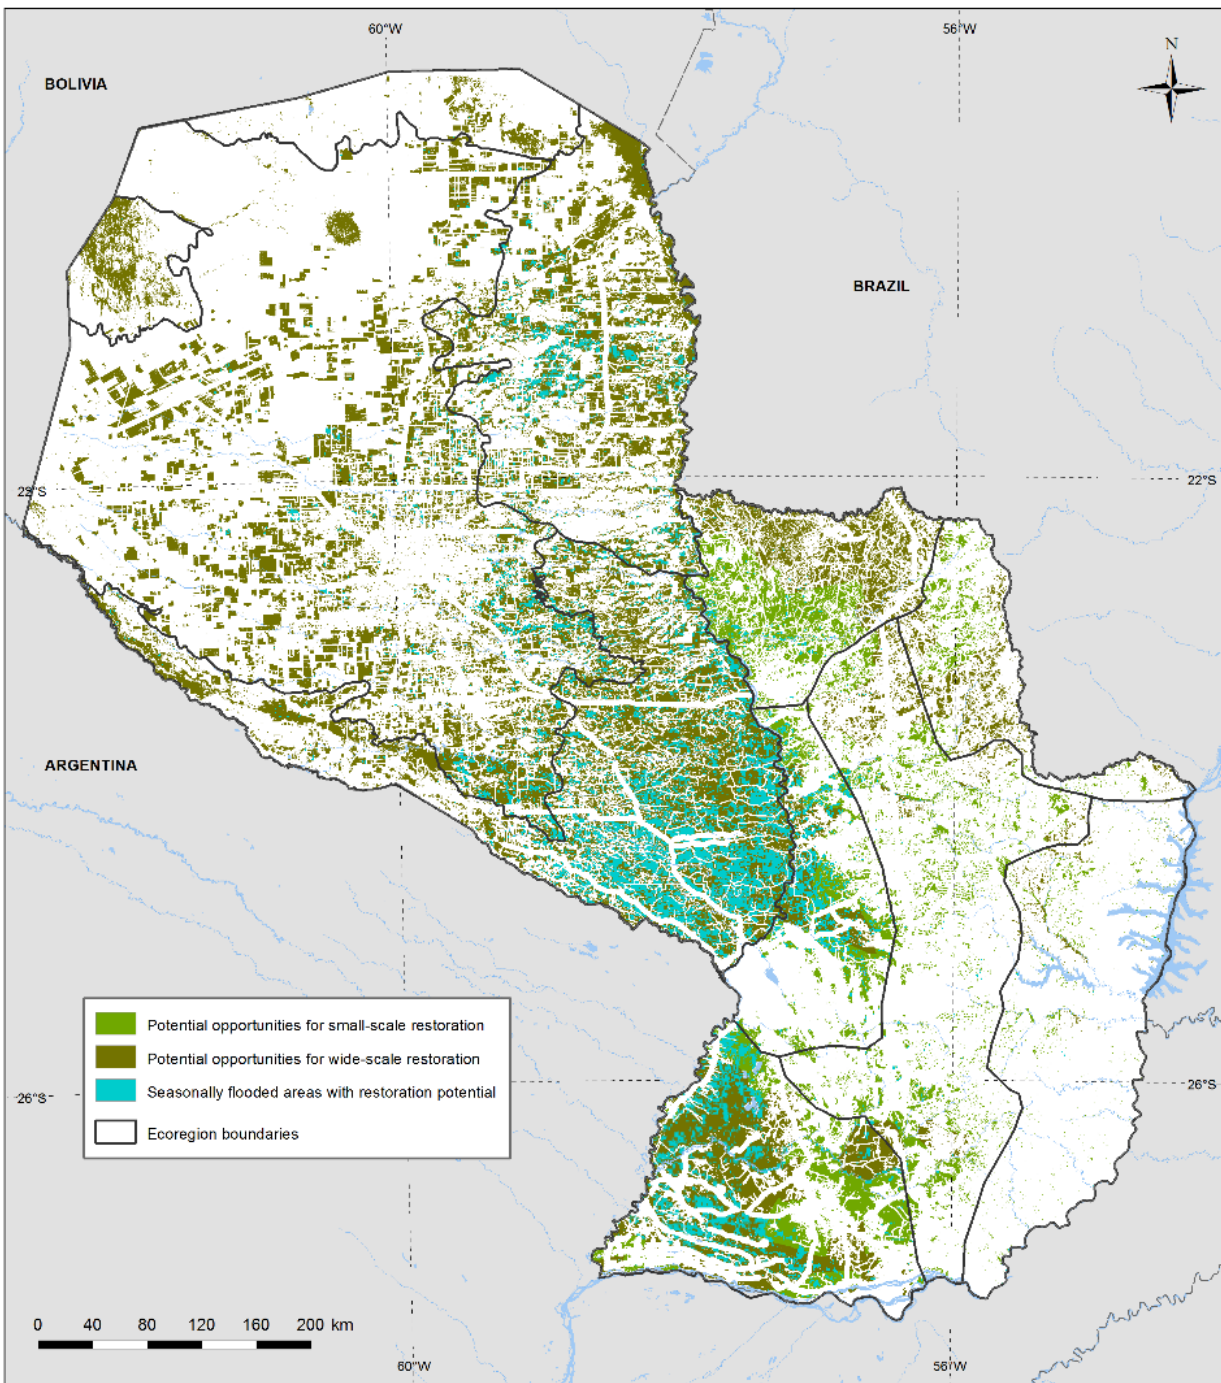 60°W
56°W
N
BOLIVIA
BRAZIL
22°S
22°S
ARGENTINA
Potential opportunities for small-scale restoration
Potential opportunities for wide-scale restoration
Seasonally flooded areas with restoration potential
Ecoregion boundaries
26°S
26°S
0 40 80 120 160 200 km
60°W
56°W